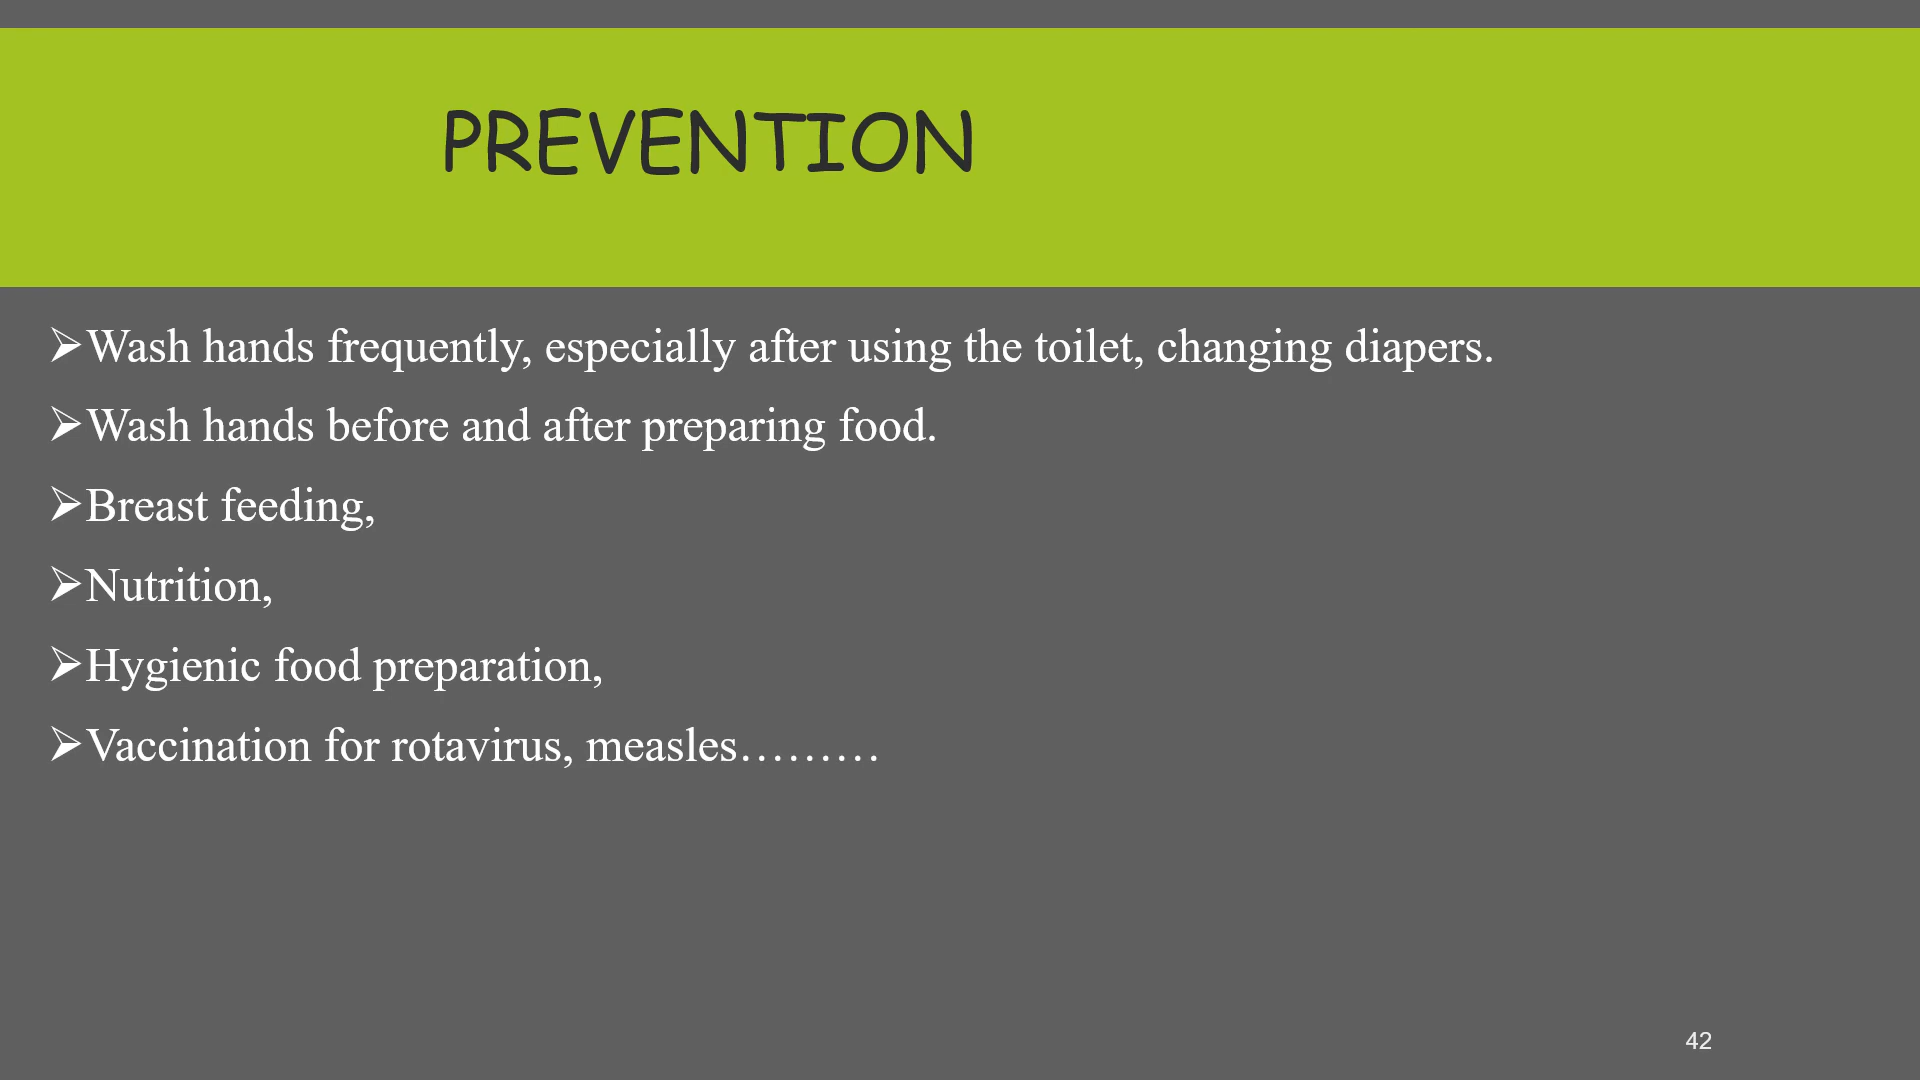 PREVENTION
➢Wash hands frequently, especially after using the toilet, changing diapers.
➢Wash hands before and after preparing food.
➢Breast feeding,
➢Nutrition,
➢Hygienic food preparation,
➢Vaccination for rotavirus, measles………
42